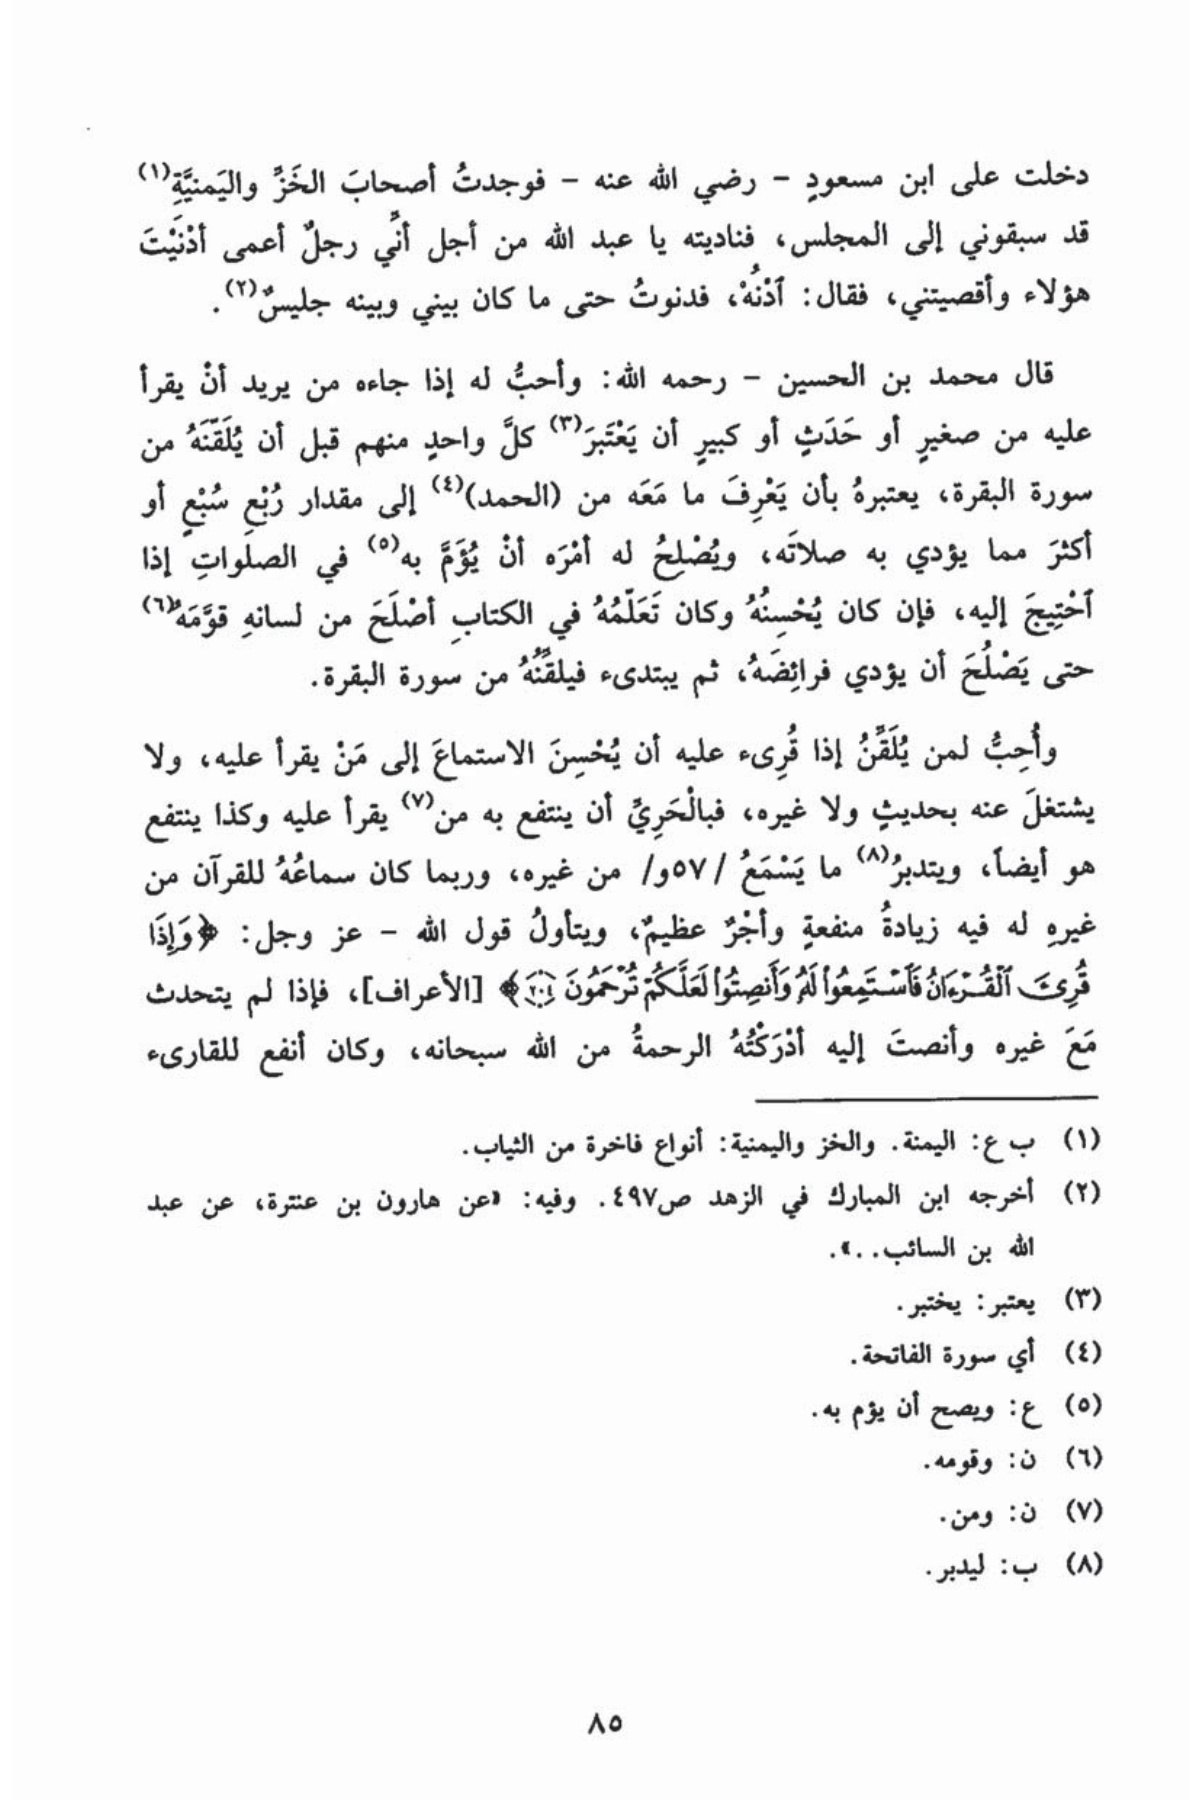 دخلت على ابن مسعودٍ - رضي الله عنه - فوجدتُ أصحابَ الخَزِّ واليَمنيَّةِ(١)
قد سبقوني إلى المجلس، فناديته يا عبد الله من أجل أنِّي رجلٌ أعمى أدْنَيْتَ
هؤلاء وأقصيتني، فقال: ٱدْنُهْ، فدنوتُ حتى ما كان بيني وبينه جليسٌ(٢).
قال محمد بن الحسين - رحمه الله: وأحبُّ له إذا جاءه من يريد أنْ يقرأ
عليه من صغيرٍ أو حَدَثٍ أو كبيرٍ أن يَعْتَبرَ(٣) كلَّ واحدٍ منهم قبل أن يُلَقّنَهُ من
سورة البقرة، يعتبرهُ بأن يَعْرِفَ ما مَعَه من (الحمد)(٤) إلى مقدار رُبْعِ سُبْعٍ أو
أكثرَ مما يؤدي به صلاتَه، ويُصْلِحُ له أمْرَه أنْ يُؤَمَّ به(٥) في الصلواتِ إذا
ٱحْتِيجَ إليه، فإن كان يُحْسِنُهُ وكان تَعَلّمُهُ في الكتابِ أصْلَحَ من لسانهِ قوَّمَهُ(٦)
حتى يَصْلُحَ أن يؤدي فرائِضَهُ، ثم يبتدىء فيلقّنُهُ من سورة البقرة.
وأُحِبُّ لمن يُلَقِّنُ إذا قُرِىء عليه أن يُحْسِنَ الاستماعَ إلى مَنْ يقرأ عليه، ولا
يشتغلَ عنه بحديثٍ ولا غيره، فبالْحَرِيِّ أن ينتفع به من(٧) يقرأ عليه وكذا ينتفع
هو أيضاً، ويتدبرُ(٨) ما يَسْمَعُ /٥٧و/ من غيره، وربما كان سماعُهُ للقرآن من
غيرهِ له فيه زيادةُ منفعةٍ وأجْرٌ عظيمٌ، ويتأولُ قول الله - عز وجل: ﴿وَإِذَا
قُرِئَ ٱلْقُرْءَانُ فَٱسْتَمِعُوا۟ لَهُۥ وَأَنصِتُوا۟ لَعَلَّكُمْ تُرْحَمُونَ ٢٠٤﴾ [الأعراف]، فإذا لم يتحدث
مَعَ غيره وأنصتَ إليه أدْرَكْتُهُ الرحمةُ من الله سبحانه، وكان أنفع للقارىء
(١) ب ع: اليمنة. والخز واليمنية: أنواع فاخرة من الثياب.
(٢) أخرجه ابن المبارك في الزهد ص٤٩٧. وفيه: «عن هارون بن عنترة، عن عبد
الله بن السائب..».
(٣) يعتبر: يختبر.
(٤) أي سورة الفاتحة.
(٥) ع: ويصح أن يؤم به.
(٦) ن: وقومه.
(٧) ن: ومن.
(٨) ب: ليدبر.
٨٥